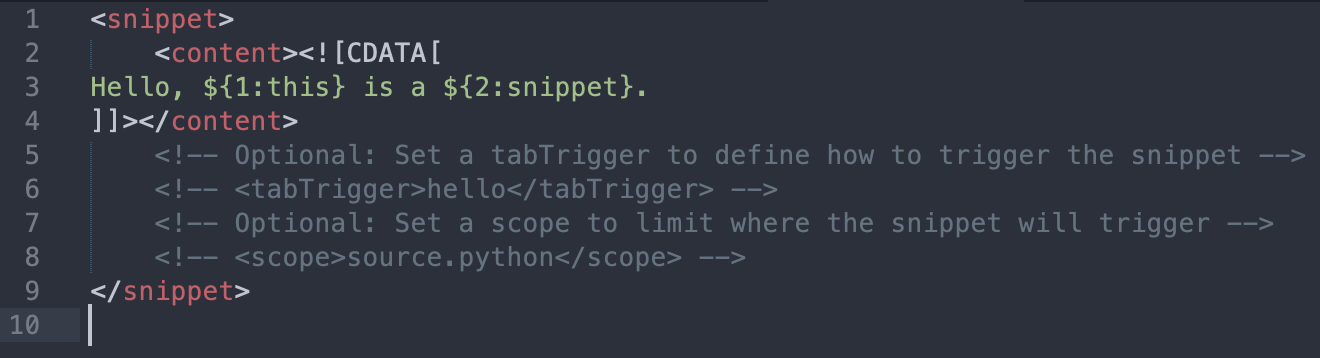 1 <snippet>
2     <content><![CDATA[
3 Hello, ${1:this} is a ${2:snippet}.
4 ]]></content>
5     <!-- Optional: Set a tabTrigger to define how to trigger the snippet -->
6     <!-- <tabTrigger>hello</tabTrigger> -->
7     <!-- Optional: Set a scope to limit where the snippet will trigger -->
8     <!-- <scope>source.python</scope> -->
9 </snippet>
10